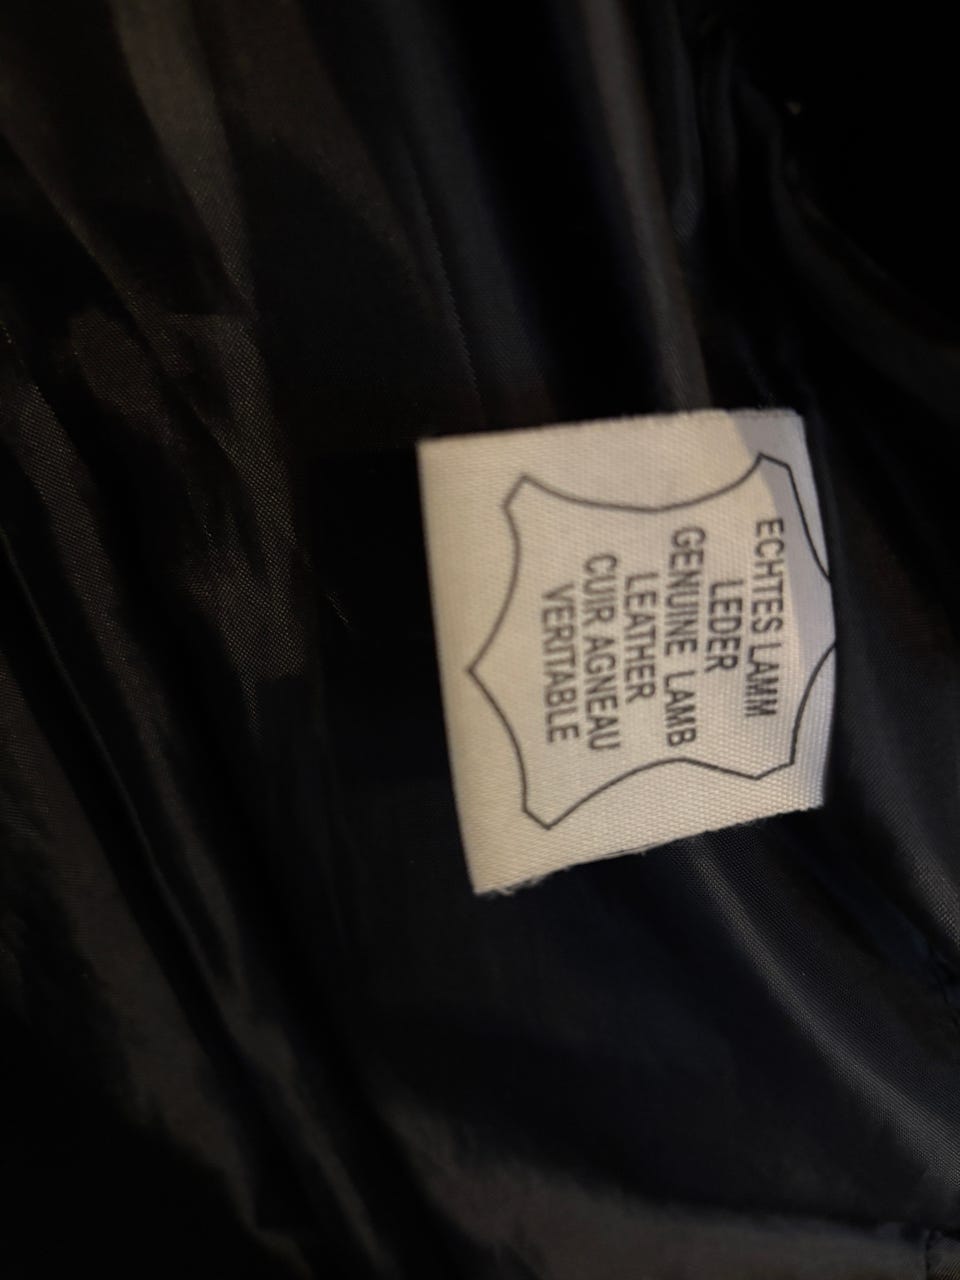 ECHTES LAMM
LEDER
GENUINE LAMB
LEATHER
CUIR AGNEAU
VERITABLE